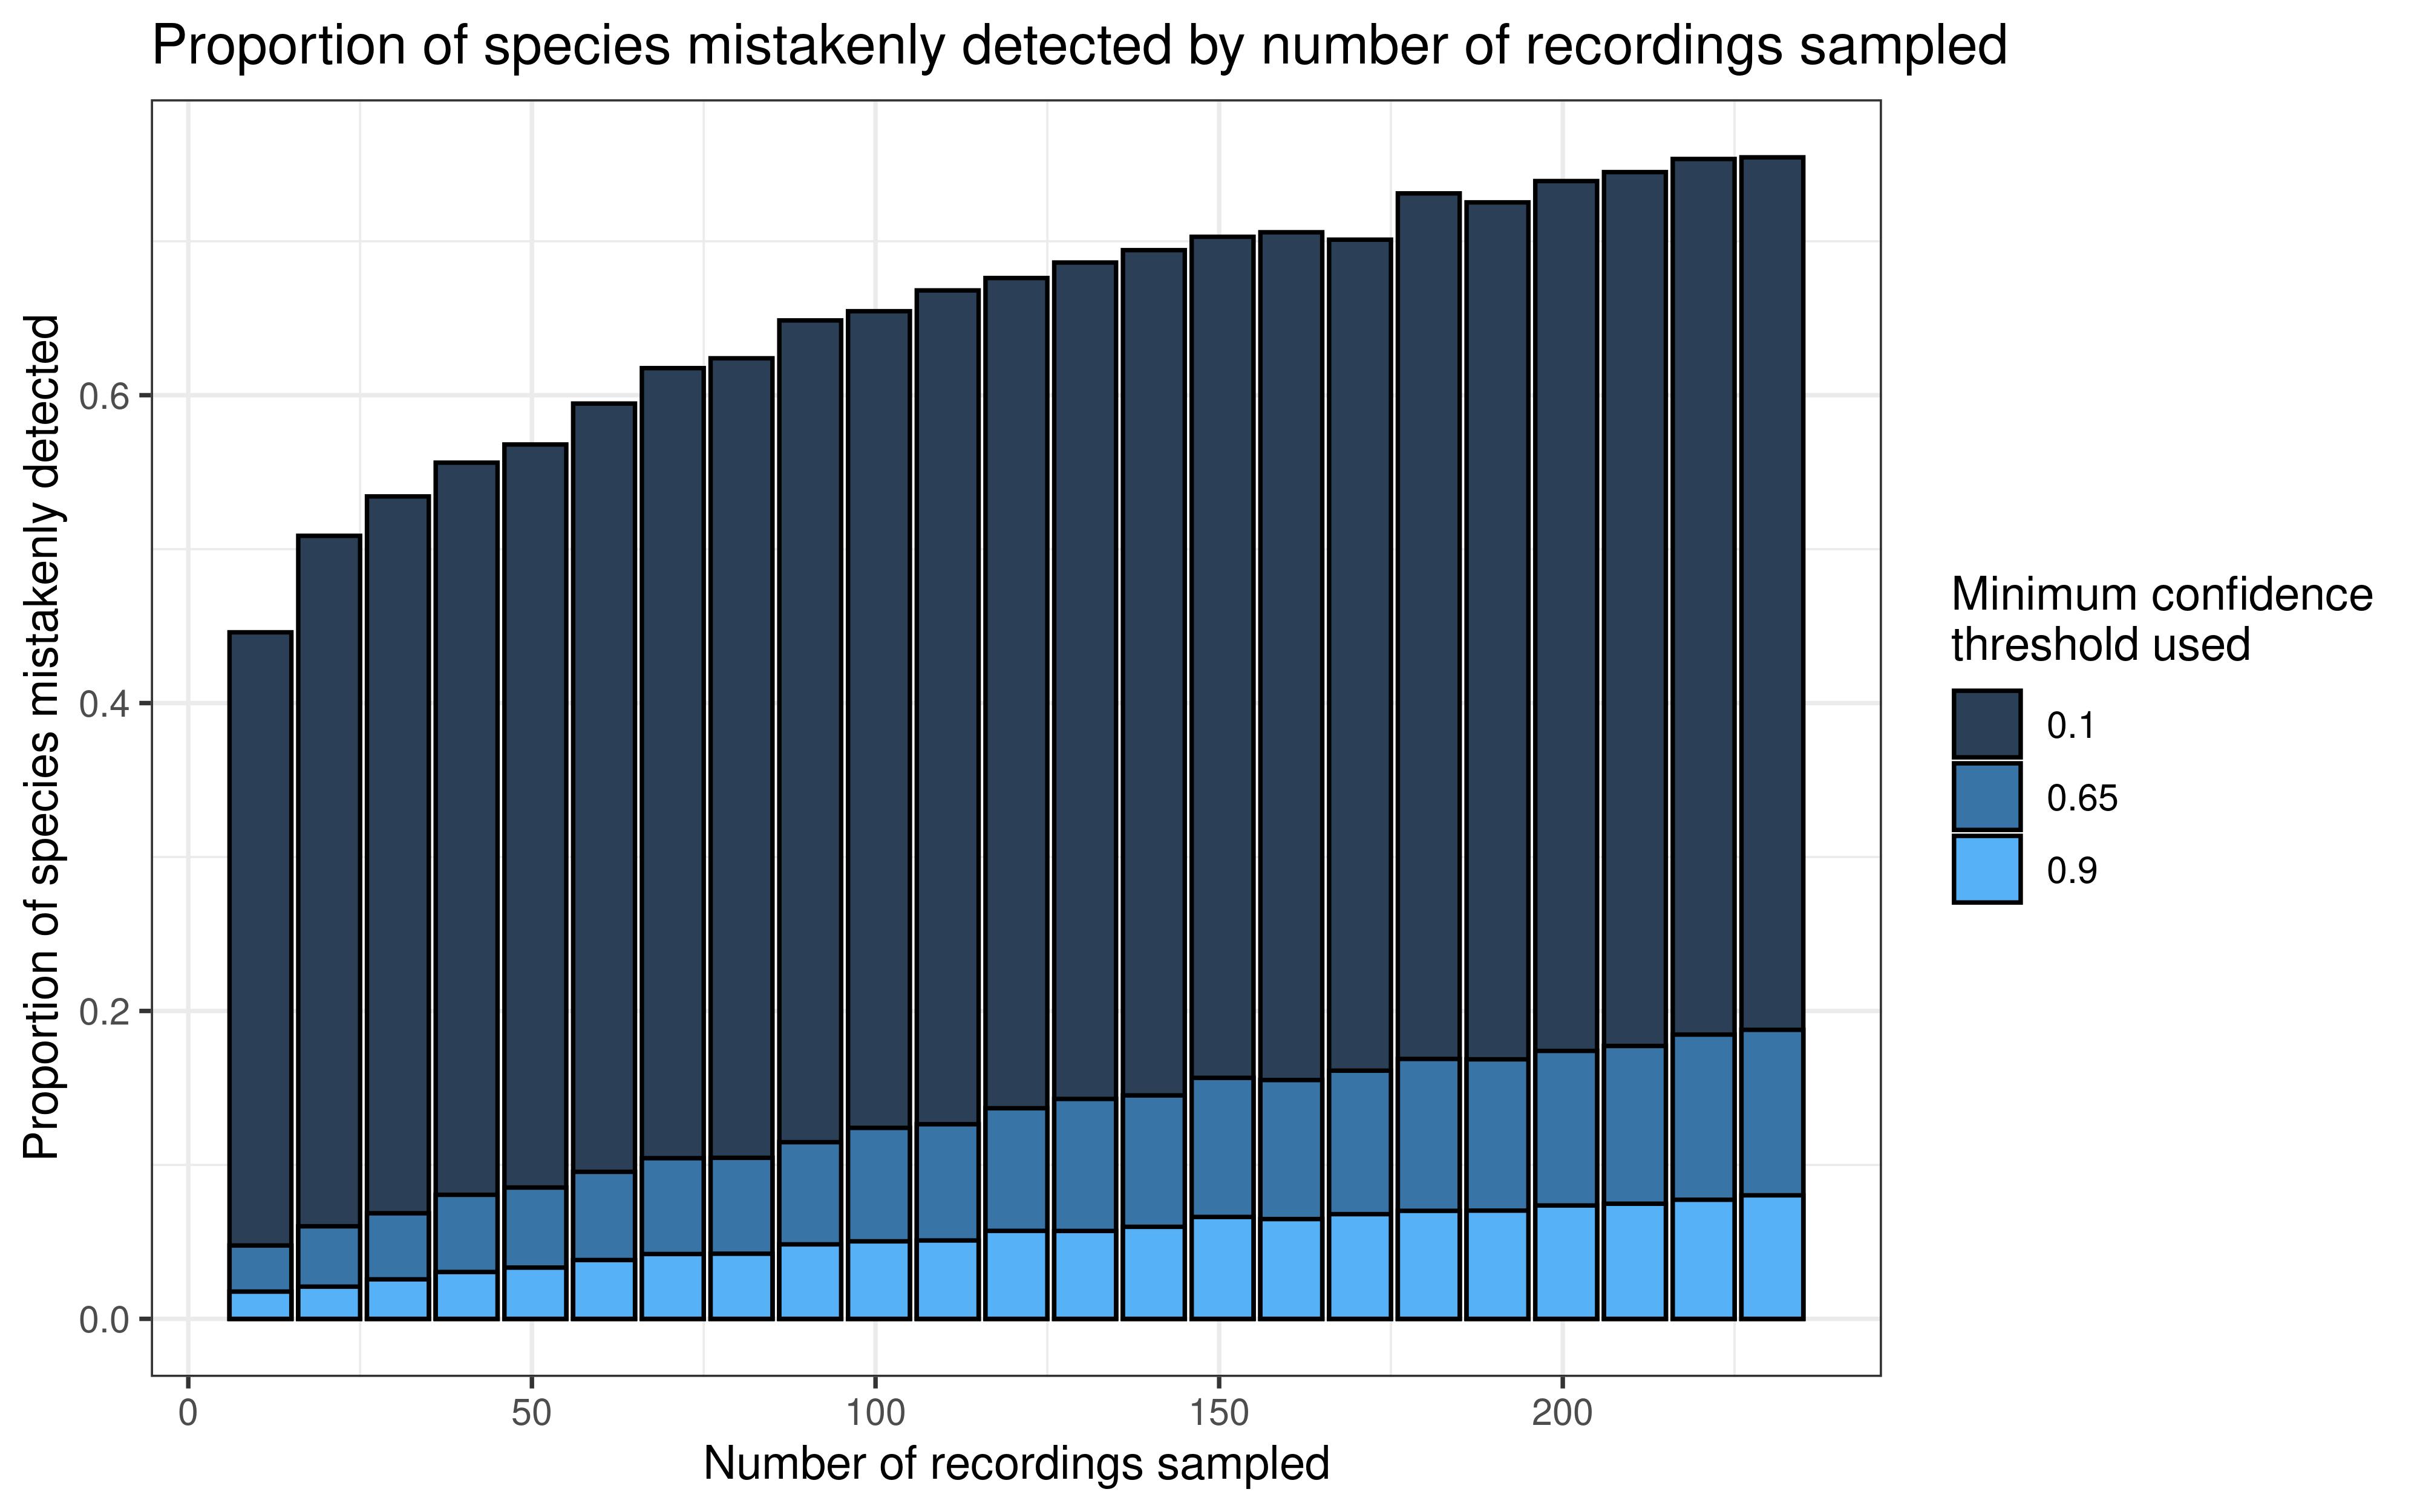 Proportion of species mistakenly detected by number of recordings sampled
Proportion of species mistakenly detected
0.6
0.4
0.2
0.0
0
50
100
150
200
Number of recordings sampled
Minimum confidence
threshold used
0.1
0.65
0.9